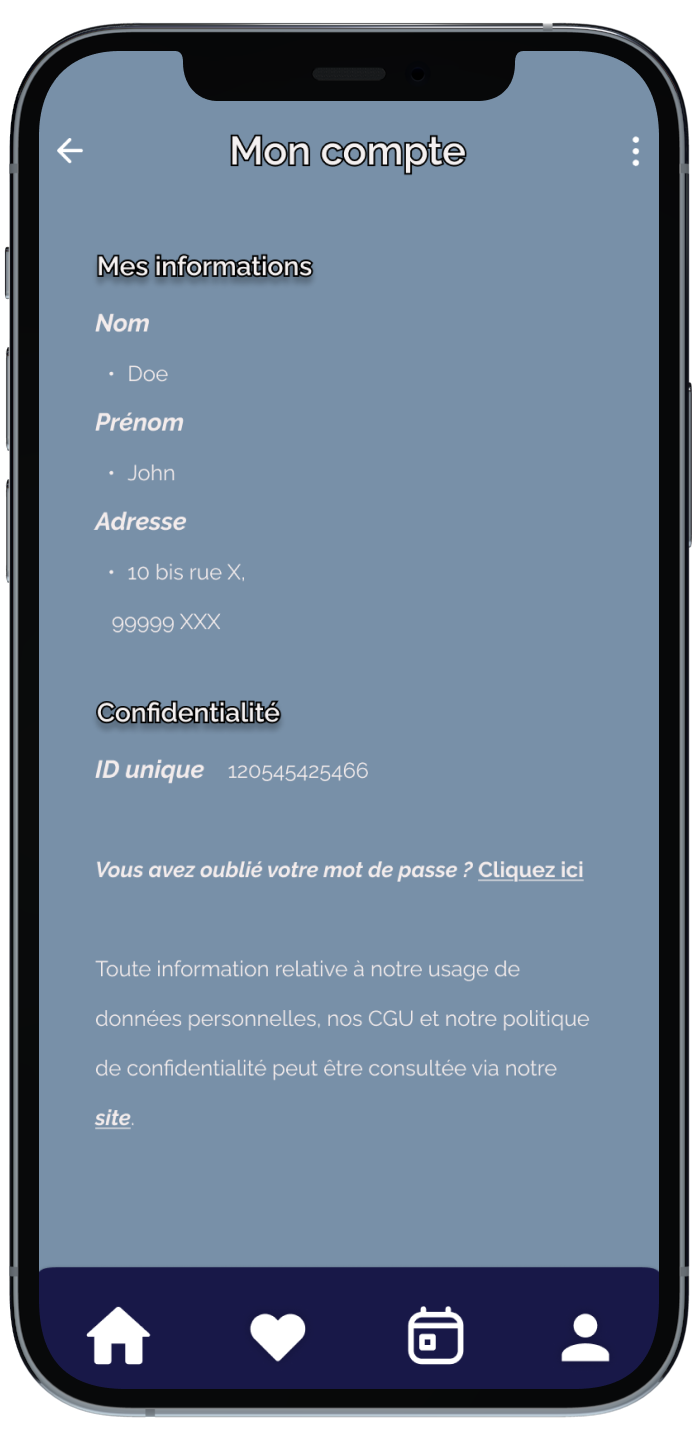 Mon compte
Mes informations
Nom
• Doe
Prénom
• John
Adresse
• 10 bis rue X,
99999 XXX
Confidentialité
ID unique 120545425466
Vous avez oublié votre mot de passe ? Cliquez ici
Toute information relative à notre usage de
données personnelles, nos CGU et notre politique
de confidentialité peut être consultée via notre
site.